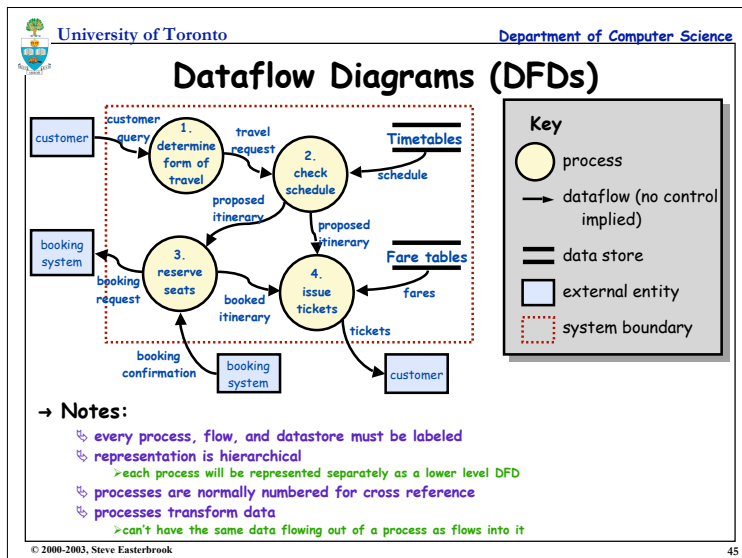 University of Toronto
Department of Computer Science
Dataflow Diagrams (DFDs)
customer
customer
query
1.
determine
form of
travel
travel
request
2.
check
schedule
Timetables
schedule
proposed
itinerary
proposed
itinerary
booking
system
booking
request
3.
reserve
seats
booked
itinerary
4.
issue
tickets
Fare tables
fares
tickets
booking
confirmation
booking
system
customer
Key
process
dataflow (no control
implied)
data store
external entity
system boundary
→ Notes:
every process, flow, and datastore must be labeled
representation is hierarchical
➢each process will be represented separately as a lower level DFD
processes are normally numbered for cross reference
processes transform data
➢can't have the same data flowing out of a process as flows into it
© 2000-2003, Steve Easterbrook
45